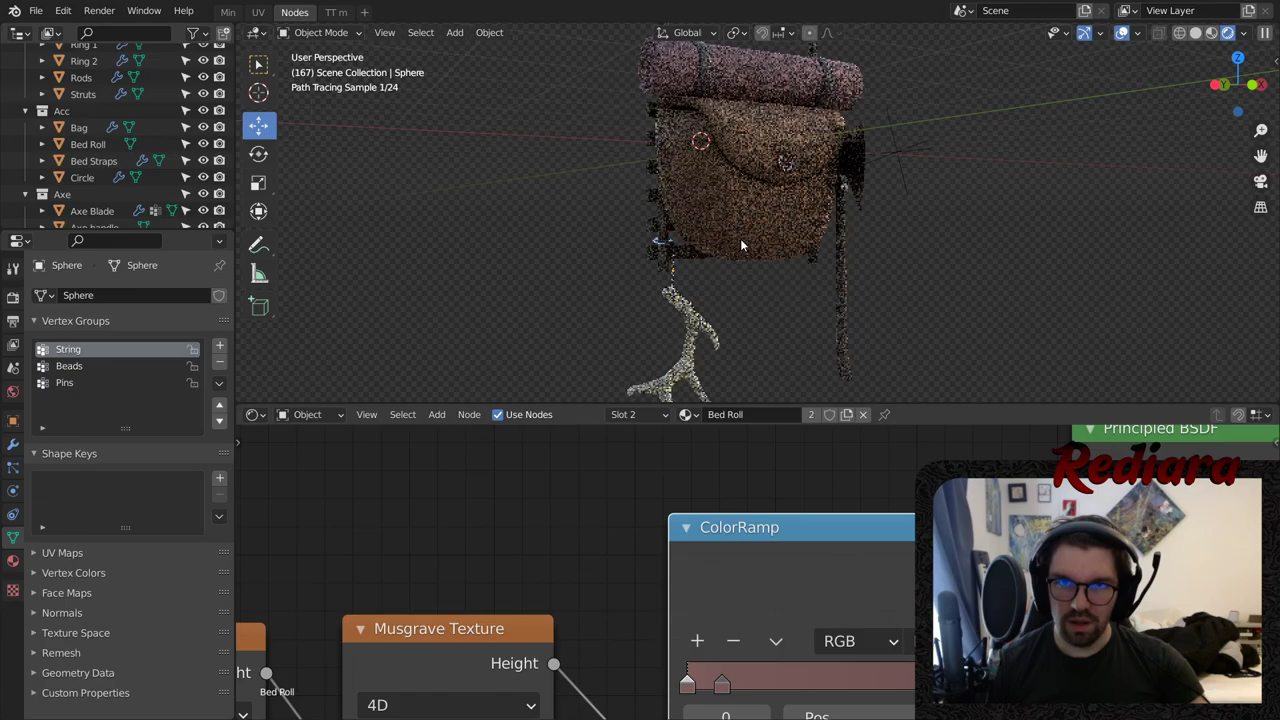 File Edit Render Window Help Min UV Nodes TT m Scene View Layer
Object Mode View Select Add Object Global
Ring 1
Ring 2
Rods
Struts
Acc
Bag
Bed Roll
Bed Straps
Circle
Axe
Axe Blade
Axe handle
User Perspective
(167) Scene Collection | Sphere
Path Tracing Sample 1/24
Z
Sphere Sphere
Sphere
Vertex Groups
String
Beads
Pins
Shape Keys
UV Maps
Vertex Colors
Face Maps
Normals
Texture Space
Remesh
Geometry Data
Custom Properties
Object View Select Add Node Use Nodes Slot 2 Bed Roll 2
Principled BSDF
Rediara
ColorRamp
RGB
0 Pos
Musgrave Texture
Height
4D
ht
Bed Roll